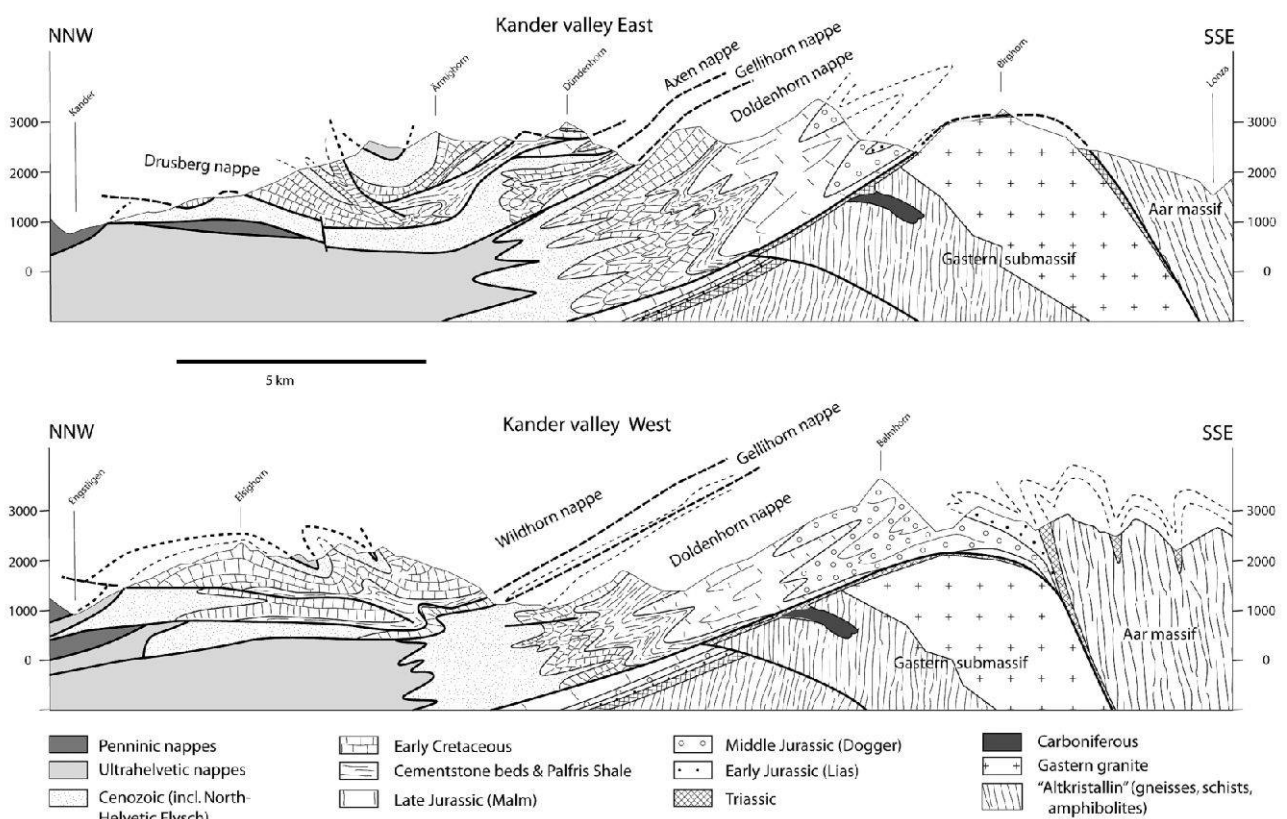 Kander valley East
NNW
SSE
Kander
Ärmighorn
Dündenhorn
Axen nappe
Gellihorn nappe
Doldenhorn nappe
Birghorn
Lonza
Drusberg nappe
3000
2000
1000
0
3000
2000
1000
0
Aar massif
Gastern submassif
5 km
Kander valley West
NNW
SSE
Engstligen
Elsighorn
Wildhorn nappe
Gellihorn nappe
Doldenhorn nappe
Balmhorn
3000
2000
1000
0
3000
2000
1000
0
Aar massif
Gastern submassif
Penninic nappes
Ultrahelvetic nappes
Cenozoic (incl. North-
Helvetic Flysch)
Early Cretaceous
Cementstone beds & Palfris Shale
Late Jurassic (Malm)
Middle Jurassic (Dogger)
Early Jurassic (Lias)
Triassic
Carboniferous
Gastern granite
"Altkristallin" (gneisses, schists,
amphibolites)